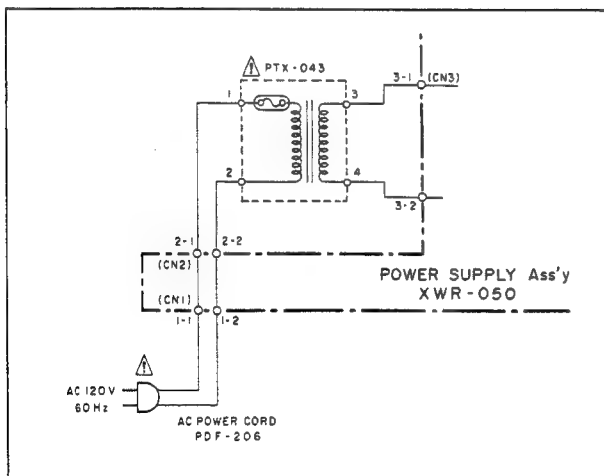 PTX-043
1
2
3
4
3-1
(CN3)
3-2
2-1
2-2
(CN2)
POWER SUPPLY Ass'y
XWR-050
(CN1)
1-1
1-2
AC 120V
60Hz
AC POWER CORD
PDF-206